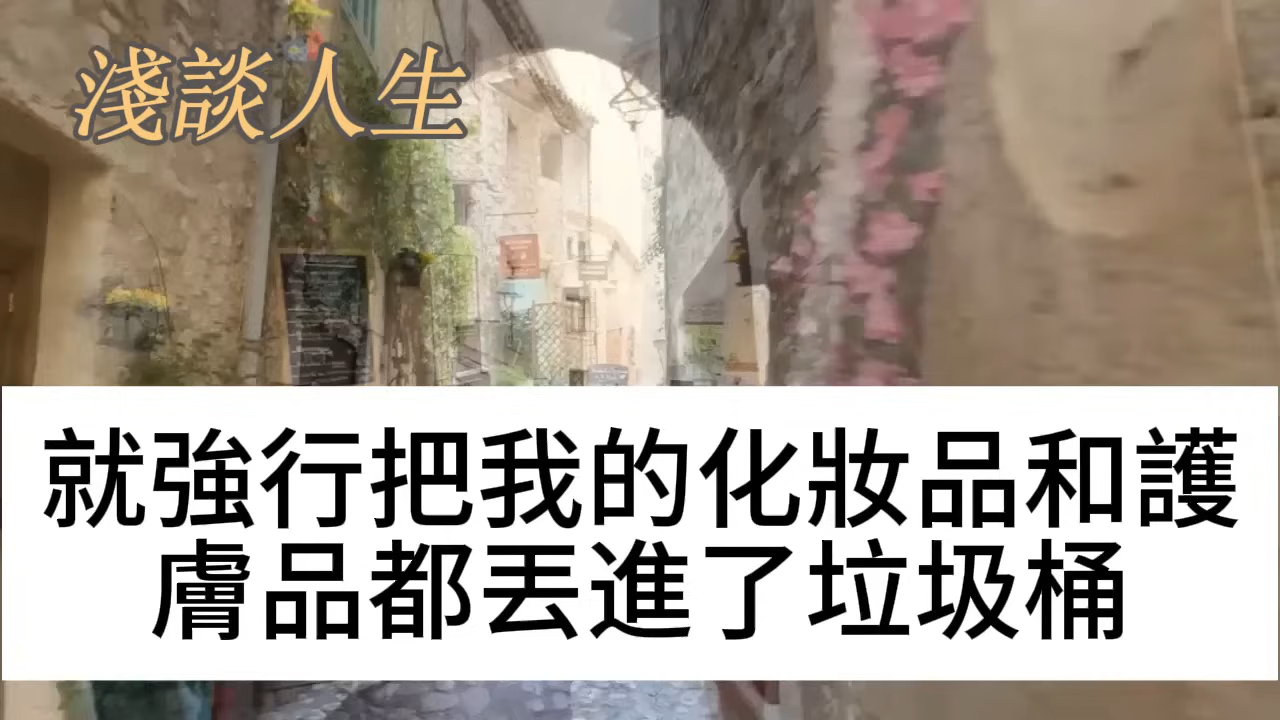 淺談人生
就強行把我的化妝品和護
膚品都丟進了垃圾桶